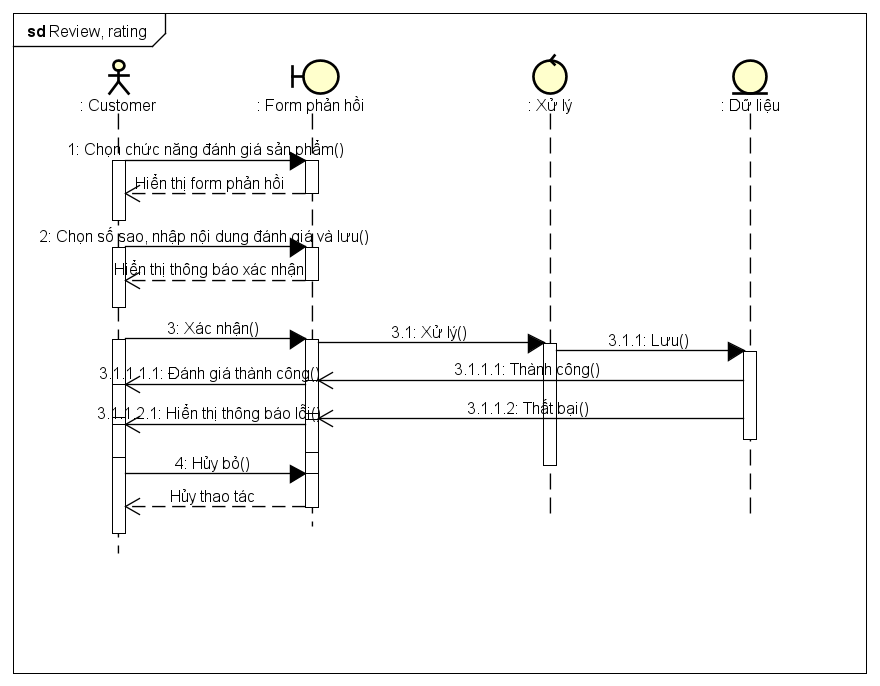 sd Review, rating
: Customer
: Form phản hồi
: Xử lý
: Dữ liệu
1: Chọn chức năng đánh giá sản phẩm()
Hiển thị form phản hồi
2: Chọn số sao, nhập nội dung đánh giá và lưu()
Hiển thị thông báo xác nhận
3: Xác nhận()
3.1: Xử lý()
3.1.1: Lưu()
3.1.1.1.1: Đánh giá thành công()
3.1.1.1: Thành công()
3.1.1.2.1: Hiển thị thông báo lỗi()
3.1.1.2: Thất bại()
4: Hủy bỏ()
Hủy thao tác